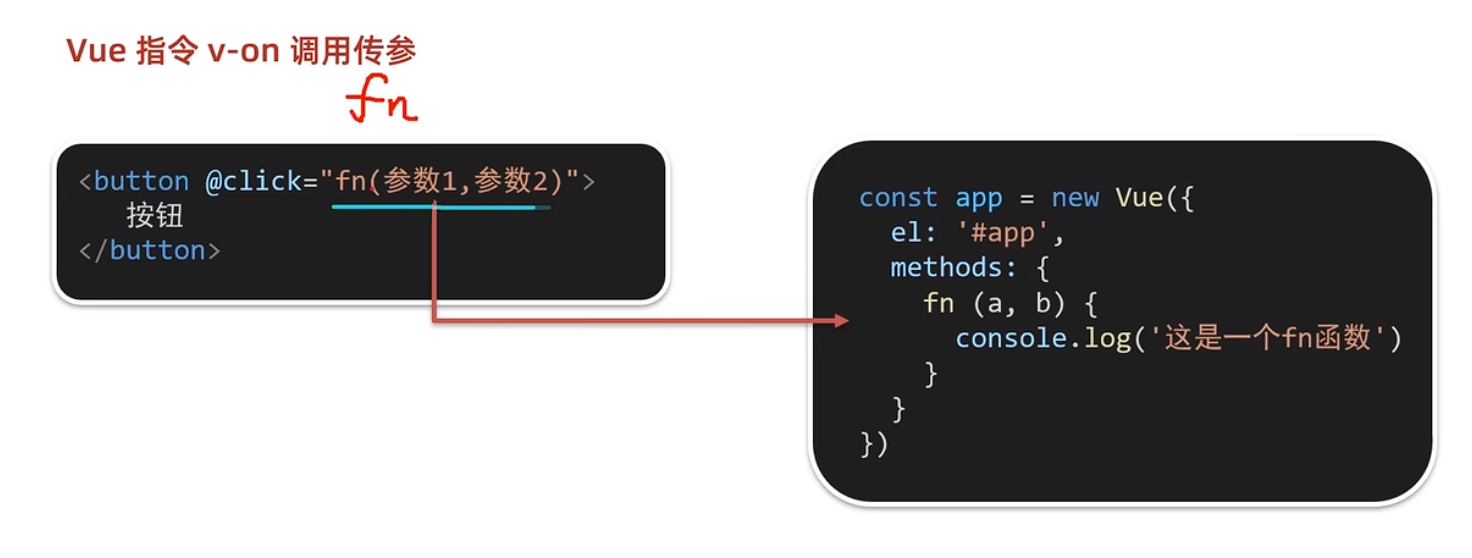 Vue 指令 v-on 调用传参
fn
<button @click="fn(参数1,参数2)">
按钮
</button>
const app = new Vue({
el: '#app',
methods: {
fn (a, b) {
console.log('这是一个fn函数')
}
}
})